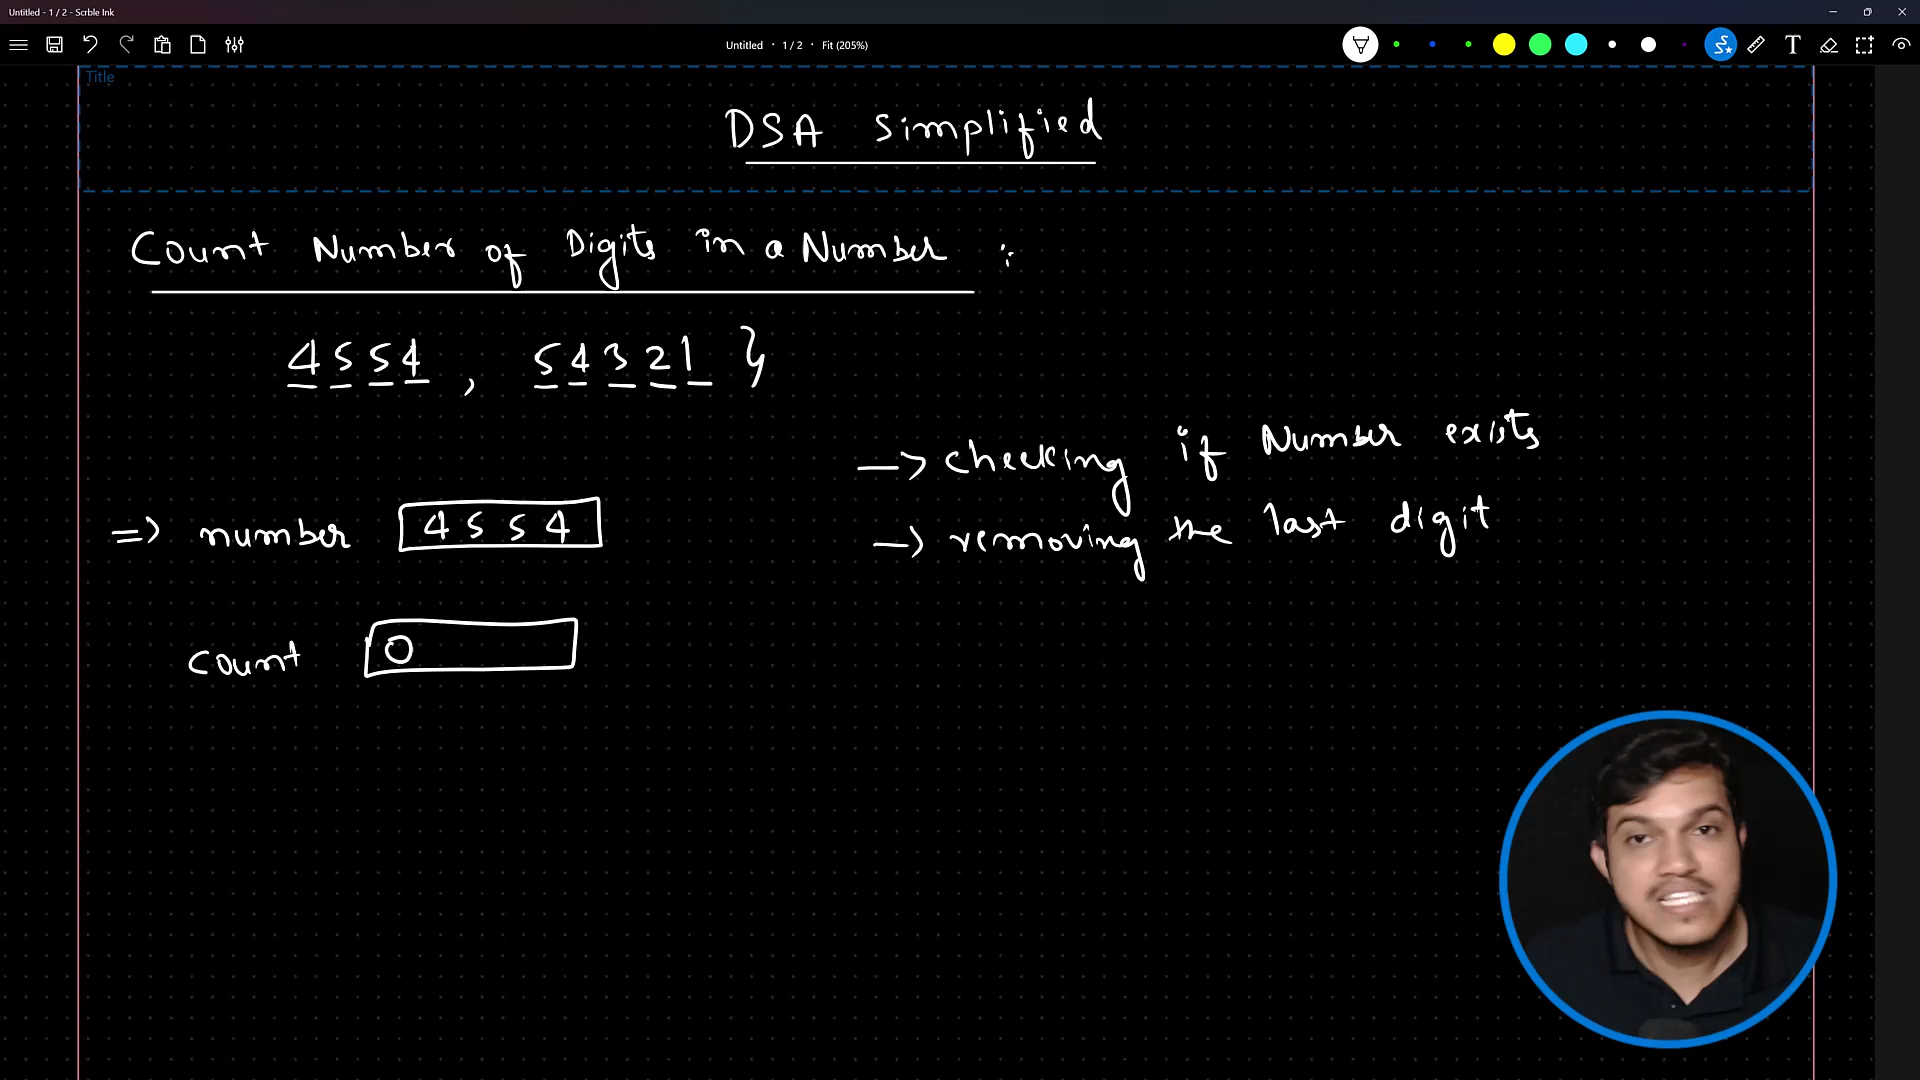 Untitled - 1 / 2 - Scrble Ink
Untitled · 1 / 2 · Fit (205%)
Title
DSA Simplified
Count Number of Digits in a Number :
4554 , 54321 }
—> checking if Number exists
=> number 4554
—> removing the last digit
count 0